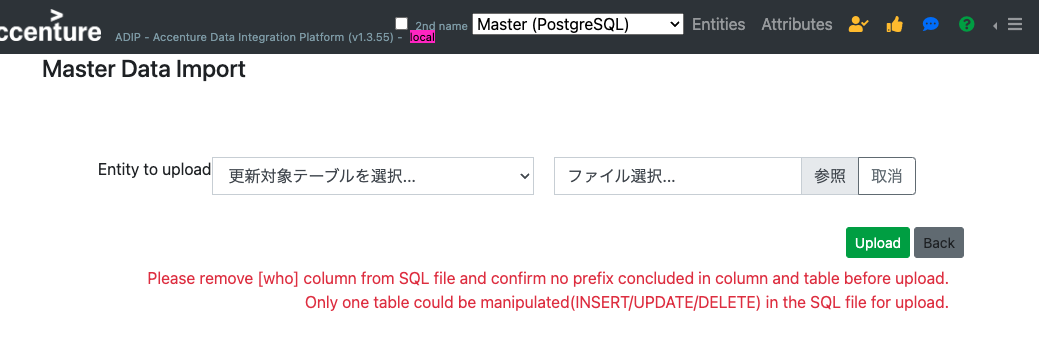 ccenture
ADIP - Accenture Data Integration Platform (v1.3.55) - local
2nd name
Master (PostgreSQL)
Entities
Attributes
Master Data Import
Entity to upload
更新対象テーブルを選択...
ファイル選択...
参照
取消
Upload
Back
Please remove [who] column from SQL file and confirm no prefix concluded in column and table before upload.
Only one table could be manipulated(INSERT/UPDATE/DELETE) in the SQL file for upload.